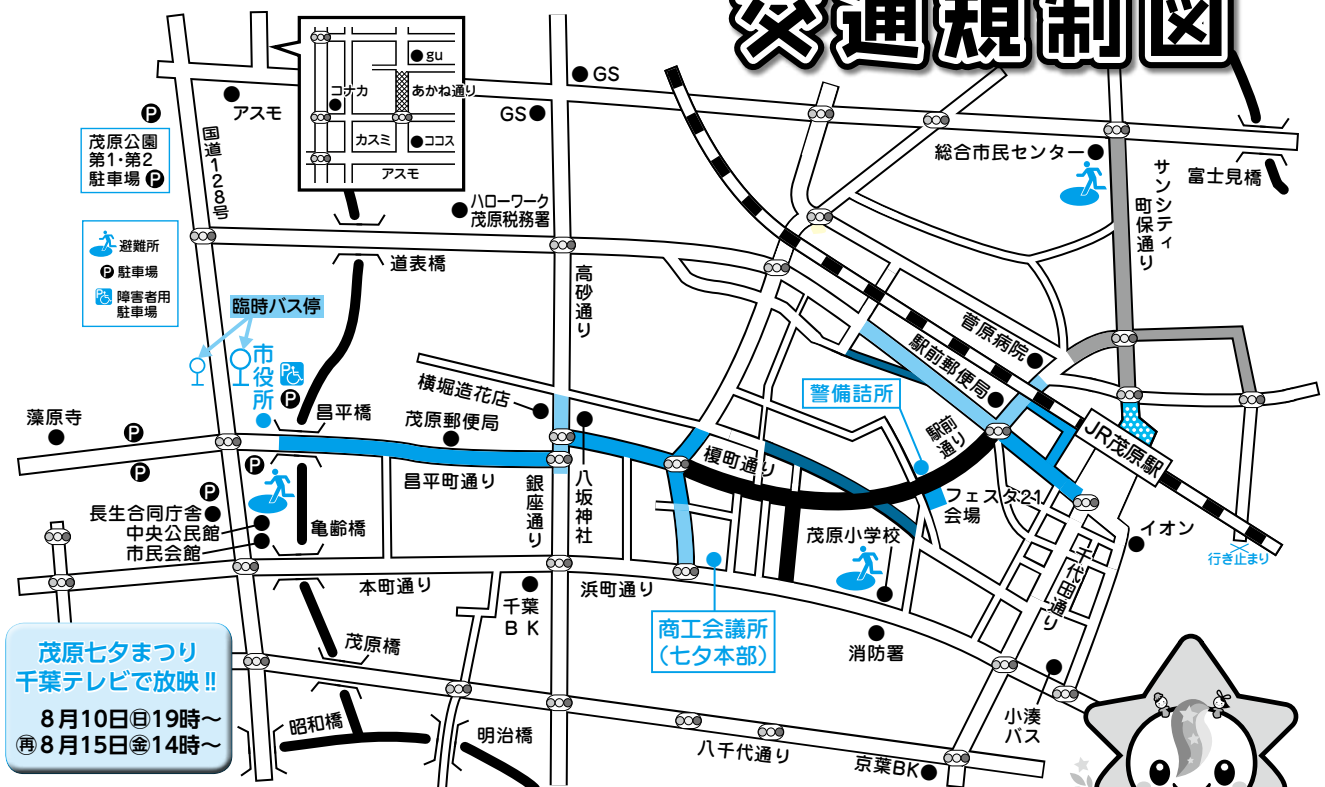 交通規制図
gu
コナカ
あかね通り
カスミ
ココス
アスモ
アスモ
GS
GS
P
茂原公園
第1・第2
駐車場 P
国道128号
ハローワーク
茂原税務署
総合市民センター
サンシティ
町保通り
富士見橋
避難所
P 駐車場
障害者用
駐車場
道表橋
高砂通り
臨時バス停
市役所
P
昌平橋
横堀造花店
茂原郵便局
菅原病院
駅前郵便局
警備詰所
駅前
通り
JR茂原駅
藻原寺
P
P
P
P
昌平町通り
銀座通り
八坂神社
榎町通り
フェスタ21
会場
長生合同庁舎
中央公民館
市民会館
亀齢橋
茂原小学校
イオン
行き止まり
本町通り
千葉
BK
浜町通り
千代田通り
商工会議所
(七夕本部)
消防署
茂原橋
茂原七夕まつり
千葉テレビで放映!!
8月10日㊐19時〜
㊢8月15日㊎14時〜
昭和橋
明治橋
八千代通り
京葉BK
小湊
バス